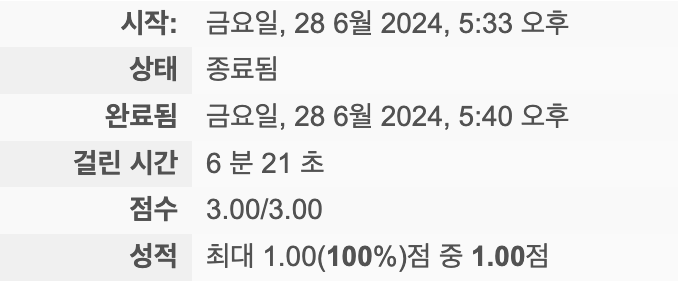 시작: 금요일, 28 6월 2024, 5:33 오후
상태 종료됨
완료됨 금요일, 28 6월 2024, 5:40 오후
걸린 시간 6 분 21 초
점수 3.00/3.00
성적 최대 1.00(100%)점 중 1.00점